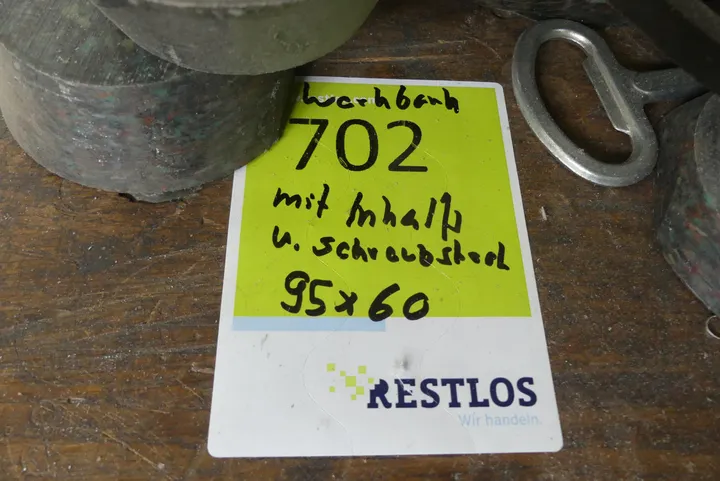 Werkbank
702
mit Inhalt
u. Schraubstock
95x60
RESTLOS
Wir handeln.